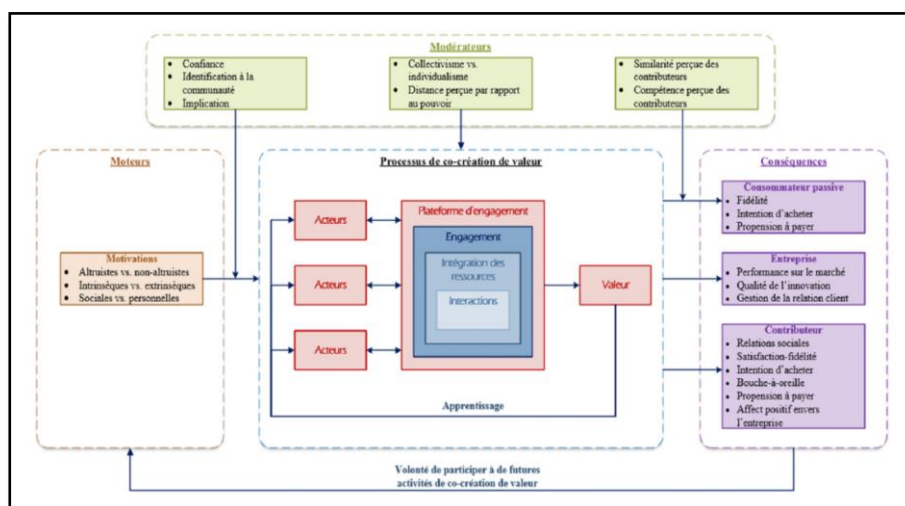 Modérateurs
Confiance
Identification à la
communauté
Implication
Collectivisme vs.
individualisme
Distance perçue par rapport
au pouvoir
Similarité perçue des
contributeurs
Compétence perçue des
contributeurs
Moteurs
Motivations
Altruistes vs. non-altruistes
Intrinsèques vs. extrinsèques
Sociales vs. personnelles
Processus de co-création de valeur
Acteurs
Acteurs
Acteurs
Plateforme d'engagement
Engagement
Intégration des
ressources
Interactions
Valeur
Apprentissage
Conséquences
Consommateur passive
Fidélité
Intention d'acheter
Propension à payer
Entreprise
Performance sur le marché
Qualité de l'innovation
Gestion de la relation client
Contributeur
Relations sociales
Satisfaction-fidélité
Intention d'acheter
Bouche-à-oreille
Propension à payer
Affect positif envers
l'entreprise
Volonté de participer à de futures
activités de co-création de valeur